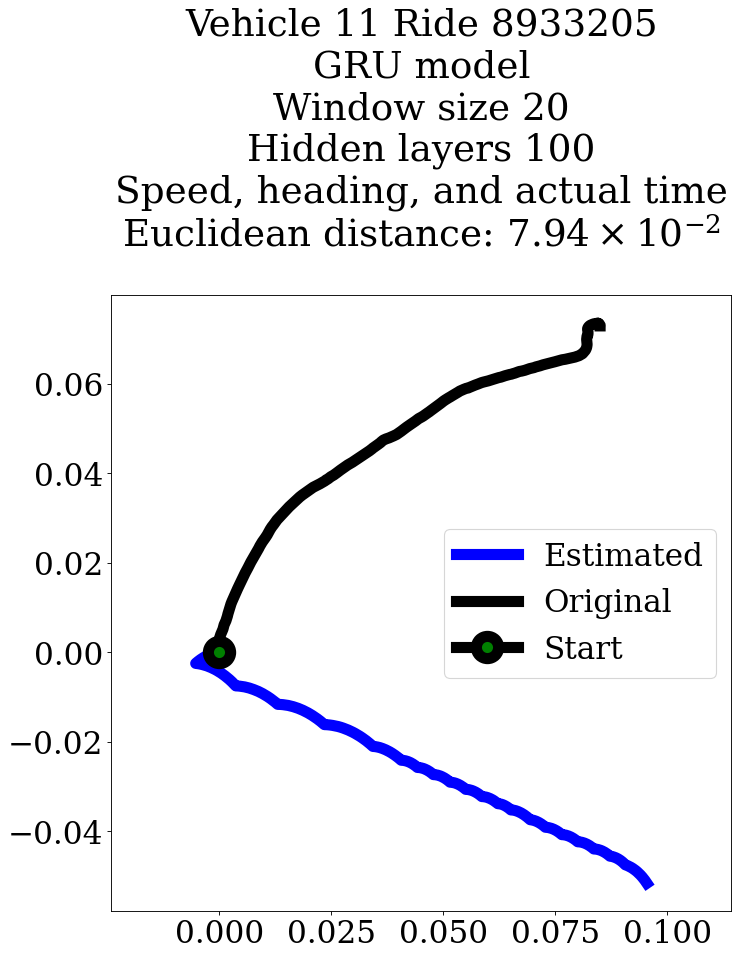 Vehicle 11 Ride 8933205
GRU model
Window size 20
Hidden layers 100
Speed, heading, and actual time
Euclidean distance: 7.94 × 10⁻²
0.06
0.04
0.02
0.00
−0.02
−0.04
Estimated
Original
Start
0.000 0.025 0.050 0.075 0.100